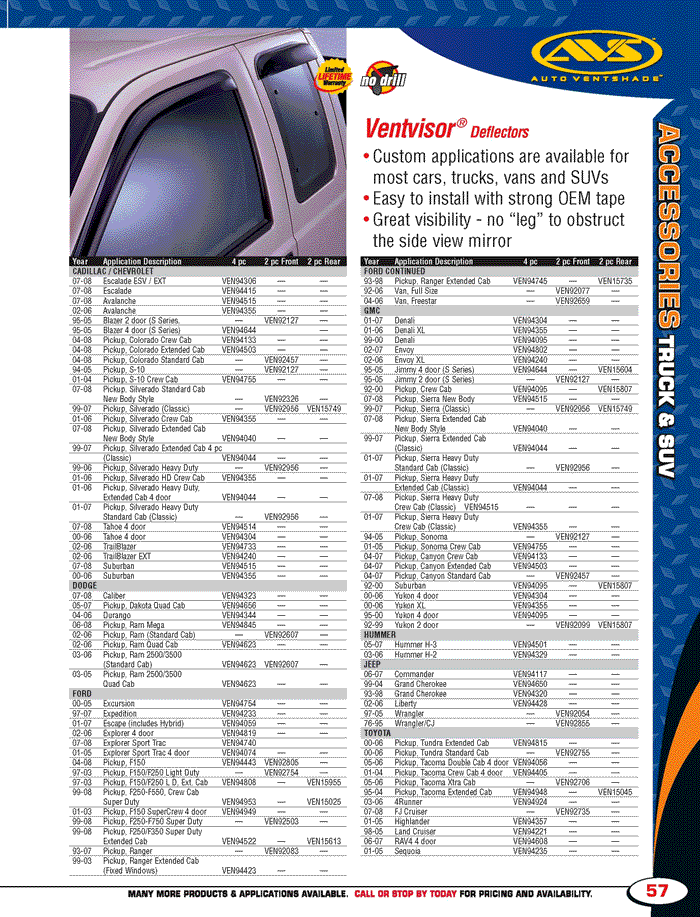 AVS
AUTO VENTSHADE™
Limited
LIFETIME
Warranty
no drill
Ventvisor® Deflectors
•Custom applications are available for
most cars, trucks, vans and SUVs
•Easy to install with strong OEM tape
•Great visibility - no “leg” to obstruct
the side view mirror
ACCESSORIES TRUCK & SUV
Year Application Description 4 pc 2 pc Front 2 pc Rear
CADILLAC / CHEVROLET
07-08 Escalade ESV / EXT VEN94306 ---- ----
07-08 Escalade VEN94415 ---- ----
07-08 Avalanche VEN94515 ---- ----
02-06 Avalanche VEN94355 ---- ----
95-05 Blazer 2 door (S Series. ---- VEN92127 ----
95-05 Blazer 4 door (S Series) VEN94644 ---- ----
04-08 Pickup, Colorado Crew Cab VEN94133 ---- ----
04-08 Pickup, Colorado Extended Cab VEN94503 ---- ----
04-08 Pickup, Colorado Standard Cab ---- VEN92457 ----
94-05 Pickup, S-10 ---- VEN92127 ----
01-04 Pickup, S-10 Crew Cab VEN94755 ---- ----
07-08 Pickup, Silverado Standard Cab
New Body Style ---- VEN92326 ----
99-07 Pickup, Silverado (Classic) ---- VEN92956 VEN15749
01-06 Pickup, Silverado Crew Cab VEN94355 ---- ----
07-08 Pickup, Silverado Extended Cab
New Body Style VEN94040 ---- ----
99-07 Pickup, Silverado Extended Cab 4 pc
(Classic) VEN94044 ---- ----
99-06 Pickup, Silverado Heavy Duty ---- VEN92956 ----
01-06 Pickup, Silverado HD Crew Cab VEN94355 ---- ----
01-06 Pickup, Silverado Heavy Duty,
Extended Cab 4 door VEN94044 ---- ----
01-07 Pickup, Silverado Heavy Duty
Standard Cab (Classic) ---- VEN92956 ----
07-08 Tahoe 4 door VEN94514 ---- ----
00-06 Tahoe 4 door VEN94304 ---- ----
02-06 TrailBlazer VEN94733 ---- ----
02-06 TrailBlazer EXT VEN94240 ---- ----
07-08 Suburban VEN94515 ---- ----
00-06 Suburban VEN94355 ---- ----
DODGE
07-08 Caliber VEN94323 ---- ----
05-07 Pickup, Dakota Quad Cab VEN94656 ---- ----
04-06 Durango VEN94344 ---- ----
06-08 Pickup, Ram Mega VEN94845 ---- ----
02-06 Pickup, Ram (Standard Cab) ---- VEN92607 ----
02-06 Pickup, Ram Quad Cab VEN94623 ---- ----
03-06 Pickup, Ram 2500/3500
(Standard Cab) VEN94623 VEN92607 ----
03-05 Pickup, Ram 2500/3500
Quad Cab VEN94623 ---- ----
FORD
00-05 Excursion VEN94754 ---- ----
97-07 Expedition VEN94233 ---- ----
01-07 Escape (includes Hybrid) VEN94059 ---- ----
02-06 Explorer 4 door VEN94819 ---- ----
07-08 Explorer Sport Trac VEN94740
01-05 Explorer Sport Trac 4 door VEN94074 ---- ----
04-08 Pickup, F150 VEN94443 VEN92805 ----
97-03 Pickup, F150/F250 Light Duty ---- VEN92754 ----
97-03 Pickup, F150/F250 L D, Ext. Cab VEN94808 ---- VEN15955
99-08 Pickup, F250-F550, Crew Cab
Super Duty VEN94953 ---- VEN15025
01-03 Pickup, F150 SuperCrew 4 door VEN94949 ---- ----
99-08 Pickup, F250-F750 Super Duty ---- VEN92503 ----
99-08 Pickup, F250/F350 Super Duty
Extended Cab VEN94522 ---- VEN15613
93-07 Pickup, Ranger ---- VEN92083 ----
99-03 Pickup, Ranger Extended Cab
(Fixed Windows) VEN94423 ---- ----
Year Application Description 4 pc 2 pc Front 2 pc Rear
FORD CONTINUED
93-98 Pickup, Ranger Extended Cab VEN94745 ---- VEN15735
92-06 Van, Full Size ---- VEN92077 ----
04-06 Van, Freestar ---- VEN92659 ----
GMC
01-07 Denali VEN94304 ---- ----
01-06 Denali XL VEN94355 ---- ----
99-00 Denali VEN94095 ---- ----
02-07 Envoy VEN94802 ---- ----
02-06 Envoy XL VEN94240 ---- ----
95-05 Jimmy 4 door (S Series) VEN94644 ---- VEN15604
95-05 Jimmy 2 door (S Series) ---- VEN92127 ----
92-00 Pickup, Crew Cab VEN94095 ---- VEN15807
07-08 Pickup, Sierra New Body VEN94515 ---- ----
99-07 Pickup, Sierra (Classic) ---- VEN92956 VEN15749
07-08 Pickup, Sierra Extended Cab
New Body Style VEN94040 ---- ----
99-07 Pickup, Sierra Extended Cab
(Classic) VEN94044 ---- ----
01-07 Pickup, Sierra Heavy Duty
Standard Cab (Classic) ---- VEN92956 ----
01-07 Pickup, Sierra Heavy Duty
Extended Cab (Classic) VEN94044 ---- ----
07-08 Pickup, Sierra Heavy Duty
Crew Cab (Classic) VEN94515 ---- ---- ----
01-07 Pickup, Sierra Heavy Duty
Crew Cab (Classic) VEN94355 ---- ----
94-05 Pickup, Sonoma ---- VEN92127 ----
01-05 Pickup, Sonoma Crew Cab VEN94755 ---- ----
04-07 Pickup, Canyon Crew Cab VEN94133 ---- ----
04-07 Pickup, Canyon Extended Cab VEN94503 ---- ----
04-07 Pickup, Canyon Standard Cab ---- VEN92457 ----
92-00 Suburban VEN94095 ---- VEN15807
00-06 Yukon 4 door VEN94304 ---- ----
00-06 Yukon XL VEN94355 ---- ----
95-00 Yukon 4 door VEN94095 ---- ----
92-99 Yukon 2 door ---- VEN92099 VEN15807
HUMMER
05-07 Hummer H-3 VEN94501 ---- ----
03-06 Hummer H-2 VEN94329 ---- ----
JEEP
06-07 Commander VEN94117 ---- ----
99-04 Grand Cherokee VEN94650 ---- ----
93-98 Grand Cherokee VEN94320 ---- ----
02-06 Liberty VEN94428 ---- ----
97-05 Wrangler ---- VEN92054 ----
76-95 Wrangler/CJ ---- VEN92855 ----
TOYOTA
00-06 Pickup, Tundra Extended Cab VEN94815 ---- ----
00-06 Pickup, Tundra Standard Cab ---- VEN92755 ----
05-06 Pickup, Tacoma Double Cab 4 door VEN94056 ---- ----
01-04 Pickup, Tacoma Crew Cab 4 door VEN94405 ---- ----
05-06 Pickup, Tacoma Xtra Cab ---- VEN92706 ----
95-04 Pickup, Tacoma Extended Cab VEN94948 ---- VEN15045
03-06 4Runner VEN94924 ---- ----
07-08 FJ Cruiser ---- VEN92735 ----
01-05 Highlander VEN94357 ---- ----
98-05 Land Cruiser VEN94221 ---- ----
06-07 RAV4 4 door VEN94608 ---- ----
01-05 Sequoia VEN94235 ---- ----
MANY MORE PRODUCTS & APPLICATIONS AVAILABLE. CALL OR STOP BY TODAY FOR PRICING AND AVAILABILITY.
57